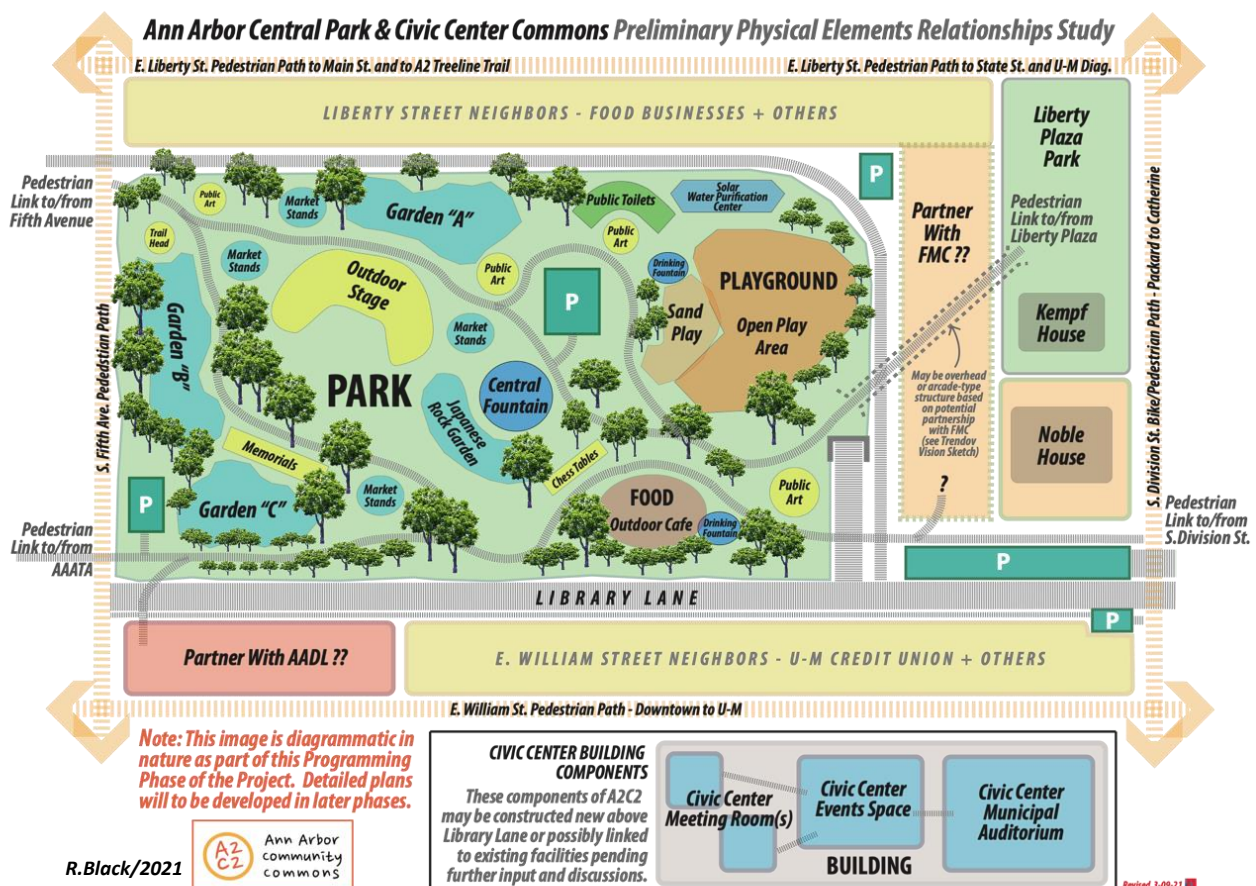 Ann Arbor Central Park & Civic Center Commons Preliminary Physical Elements Relationships Study
E. Liberty St. Pedestrian Path to Main St. and to A2 Treeline Trail
E. Liberty St. Pedestrian Path to State St. and U-M Diag.
LIBERTY STREET NEIGHBORS - FOOD BUSINESSES + OTHERS
Liberty
Plaza
Park
Pedestrian
Link to/from
Fifth Avenue
Public
Art
Market
Stands
Garden "A"
Public Toilets
Solar
Water Purification
Center
P
Partner
With
FMC ??
Pedestrian
Link to/from
Liberty Plaza
Trail
Head
Market
Stands
Outdoor
Stage
Public
Art
Public
Art
Drinking
Fountain
PLAYGROUND
Open Play
Area
Sand
Play
P
Market
Stands
Garden "B"
PARK
Central
Fountain
Japanese
Rock Garden
Kempf
House
May be overhead
or arcade-type
structure based
on potential
partnership
with FMC
(see Trendov
Vision Sketch)
?
Noble
House
S. Fifth Ave. Pededstian Path
S. Division St. Bike/Pedestrian Path - Packard to Catherine
Memorials
Chess Tables
P
Garden "C"
Market
Stands
FOOD
Outdoor Cafe
Drinking
Fountain
Public
Art
Pedestrian
Link to/from
S.Division St.
Pedestrian
Link to/from
AAATA
P
LIBRARY LANE
P
Partner With AADL ??
E. WILLIAM STREET NEIGHBORS - U-M CREDIT UNION + OTHERS
E. William St. Pedestrian Path - Downtown to U-M
Note: This image is diagrammatic in
nature as part of this Programming
Phase of the Project. Detailed plans
will to be developed in later phases.
R.Black/2021
A2
C2
Ann Arbor
community
commons
CIVIC CENTER BUILDING
COMPONENTS
These components of A2C2
may be constructed new above
Library Lane or possibly linked
to existing facilities pending
further input and discussions.
Civic Center
Meeting Room(s)
Civic Center
Events Space
Civic Center
Municipal
Auditorium
BUILDING
Revised 3-09-21